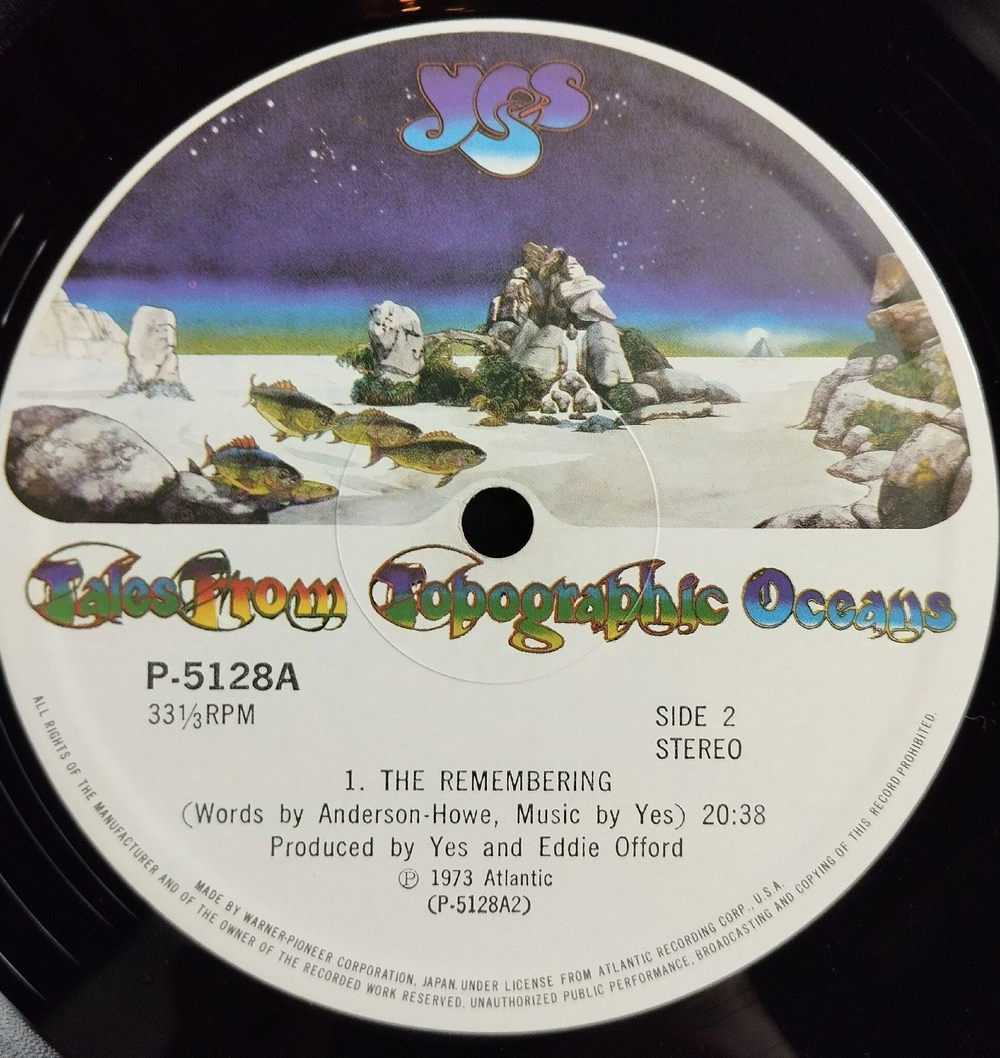 yes
Tales From Topographic Oceans
P-5128A
33⅓RPM
SIDE 2
STEREO
1. THE REMEMBERING
(Words by Anderson-Howe, Music by Yes) 20:38
Produced by Yes and Eddie Offord
Ⓟ 1973 Atlantic
(P-5128A2)
MADE BY WARNER-PIONEER CORPORATION, JAPAN. UNDER LICENSE FROM ATLANTIC RECORDING CORP., U.S.A.
ALL RIGHTS OF THE MANUFACTURER AND OF THE OWNER OF THE RECORDED WORK RESERVED. UNAUTHORIZED PUBLIC PERFORMANCE, BROADCASTING AND COPYING OF THIS RECORD PROHIBITED.